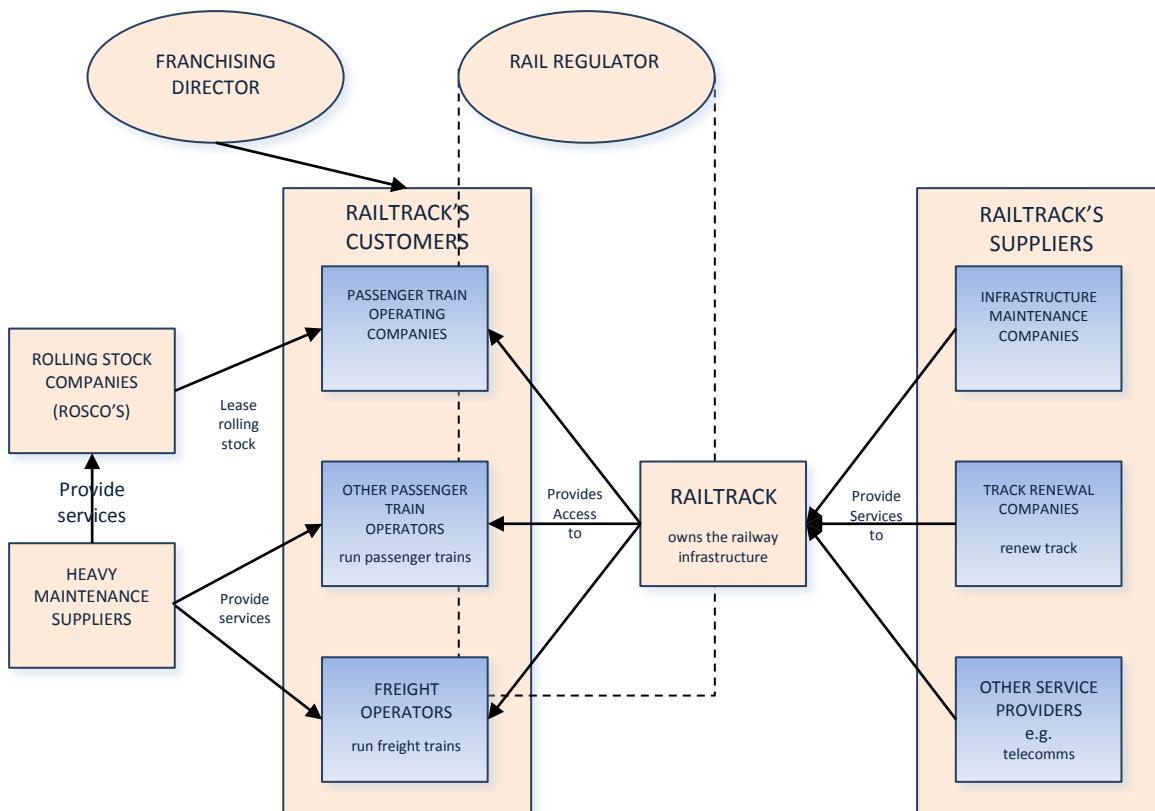 FRANCHISING
DIRECTOR
RAIL REGULATOR
RAILTRACK'S
CUSTOMERS
RAILTRACK'S
SUPPLIERS
PASSENGER TRAIN
OPERATING
COMPANIES
INFRASTRUCTURE
MAINTENANCE
COMPANIES
ROLLING STOCK
COMPANIES
(ROSCO'S)
Lease
rolling
stock
Provide
services
OTHER PASSENGER
TRAIN
OPERATORS
run passenger trains
Provides
Access
to
RAILTRACK
owns the railway
infrastructure
Provide
Services
to
TRACK RENEWAL
COMPANIES
renew track
HEAVY
MAINTENANCE
SUPPLIERS
Provide
services
FREIGHT
OPERATORS
run freight trains
OTHER SERVICE
PROVIDERS
e.g.
telecomms